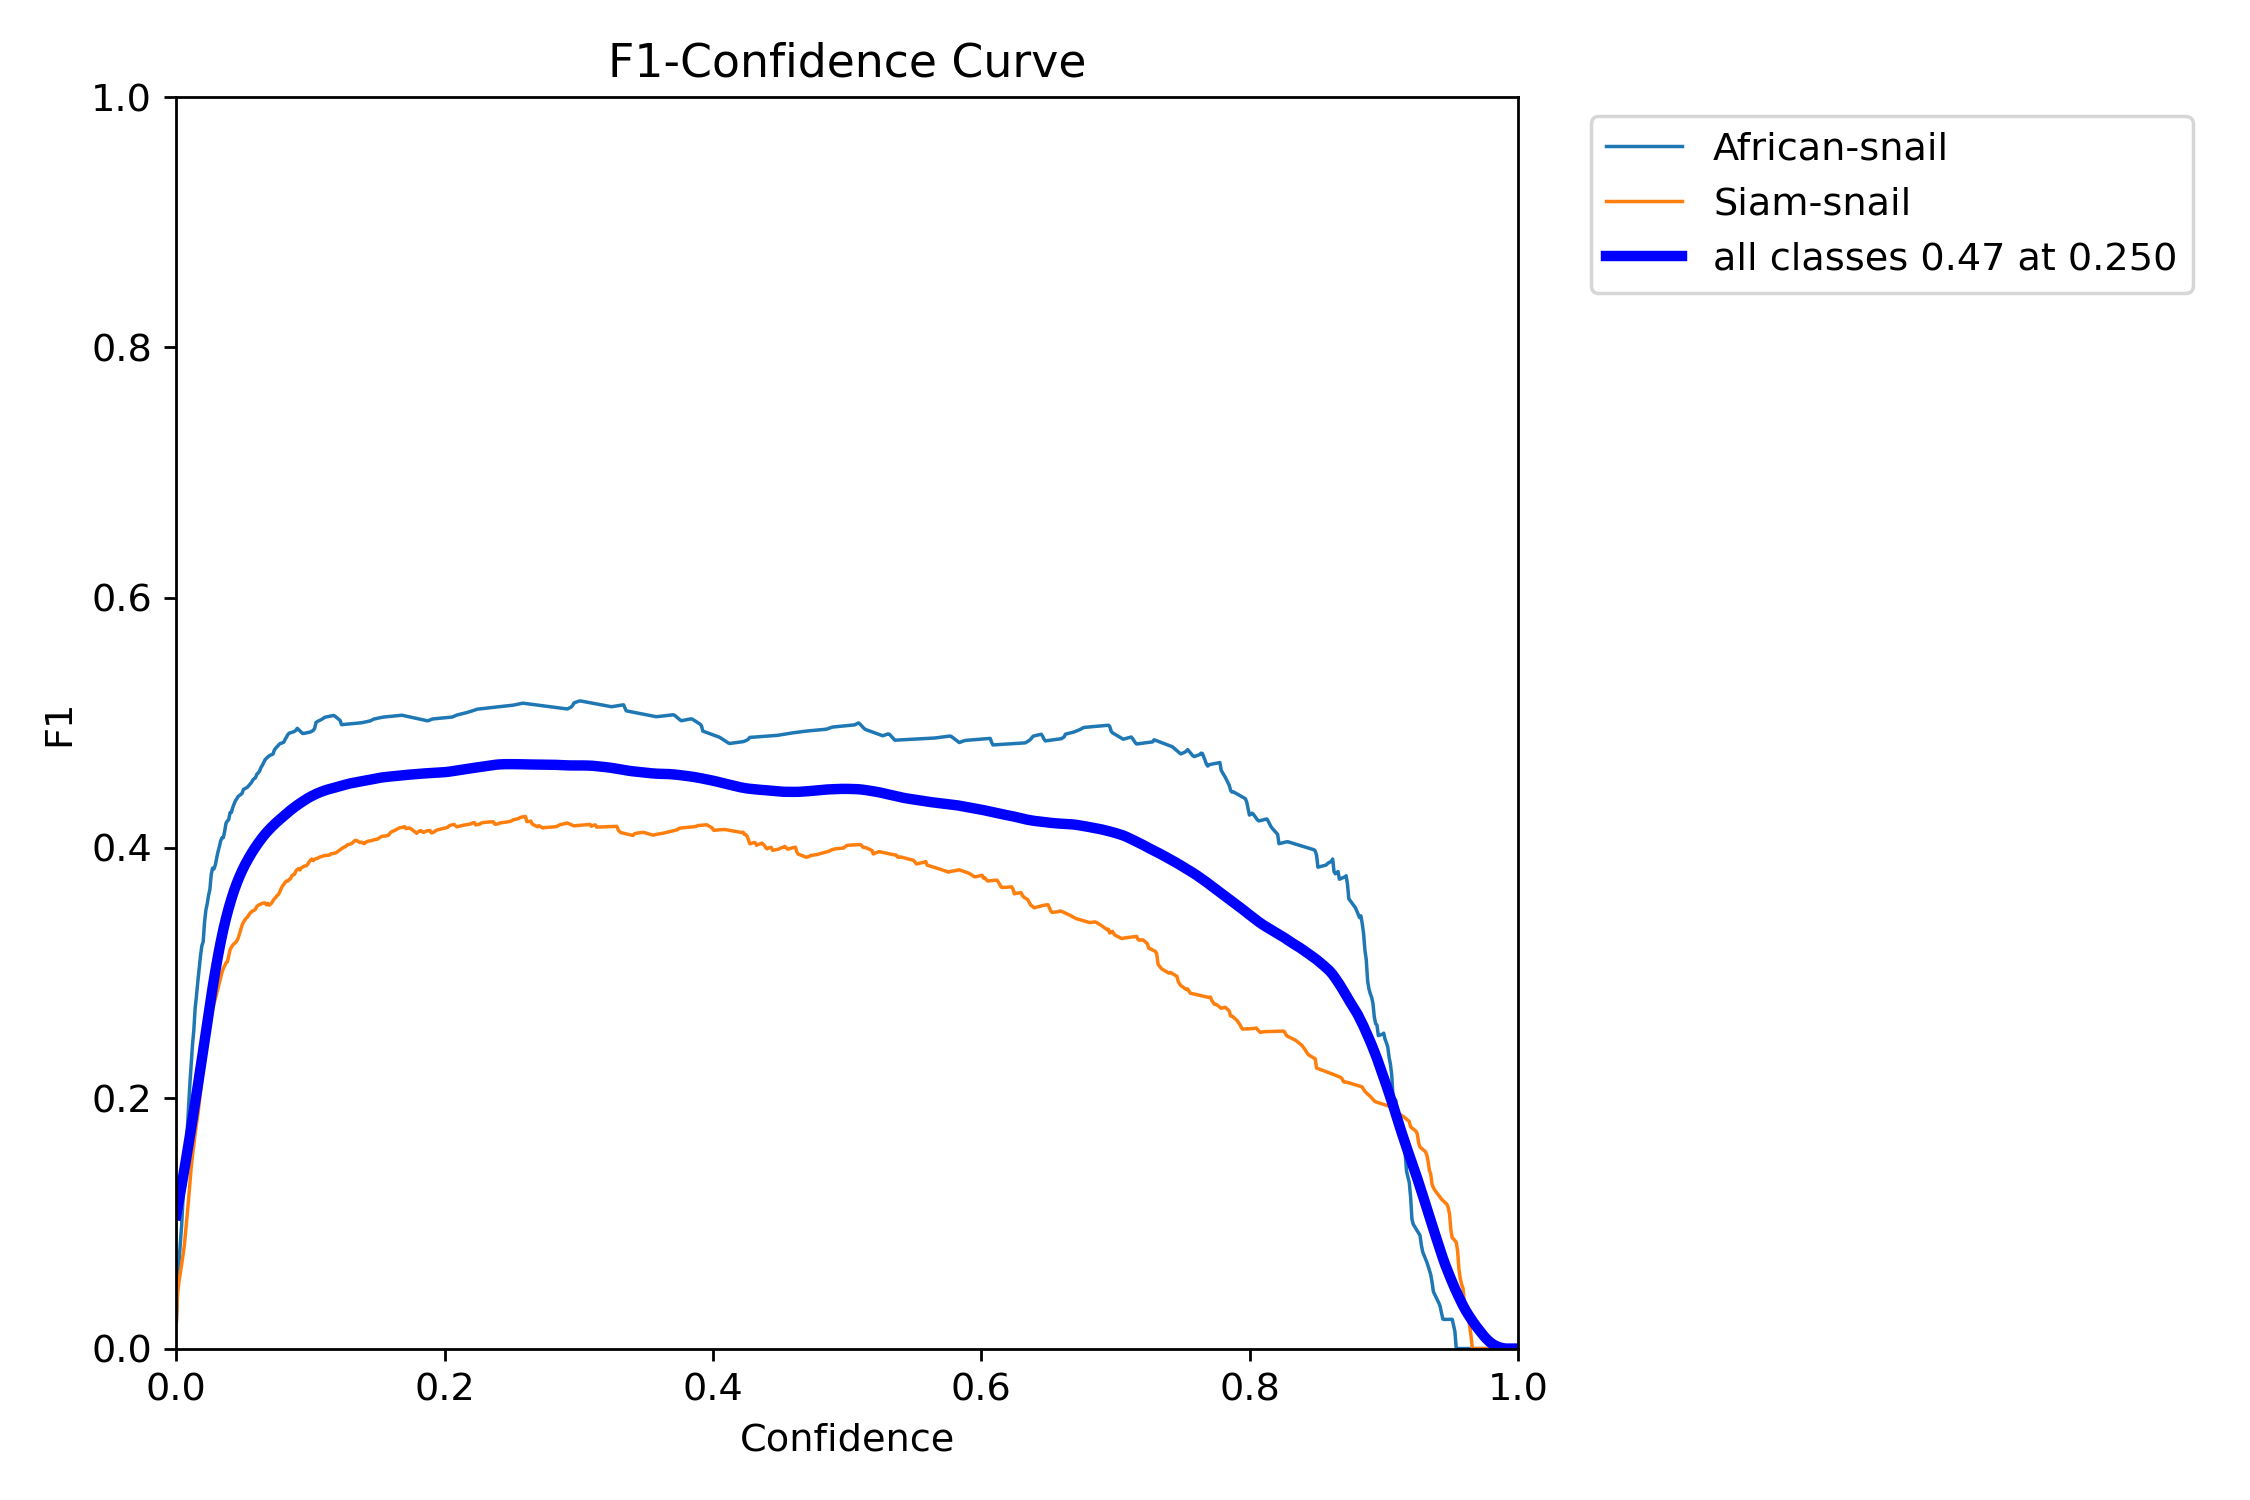 F1-Confidence Curve
African-snail
Siam-snail
all classes 0.47 at 0.250
1.0
0.8
0.6
0.4
0.2
0.0
F1
0.0 0.2 0.4 0.6 0.8 1.0
Confidence